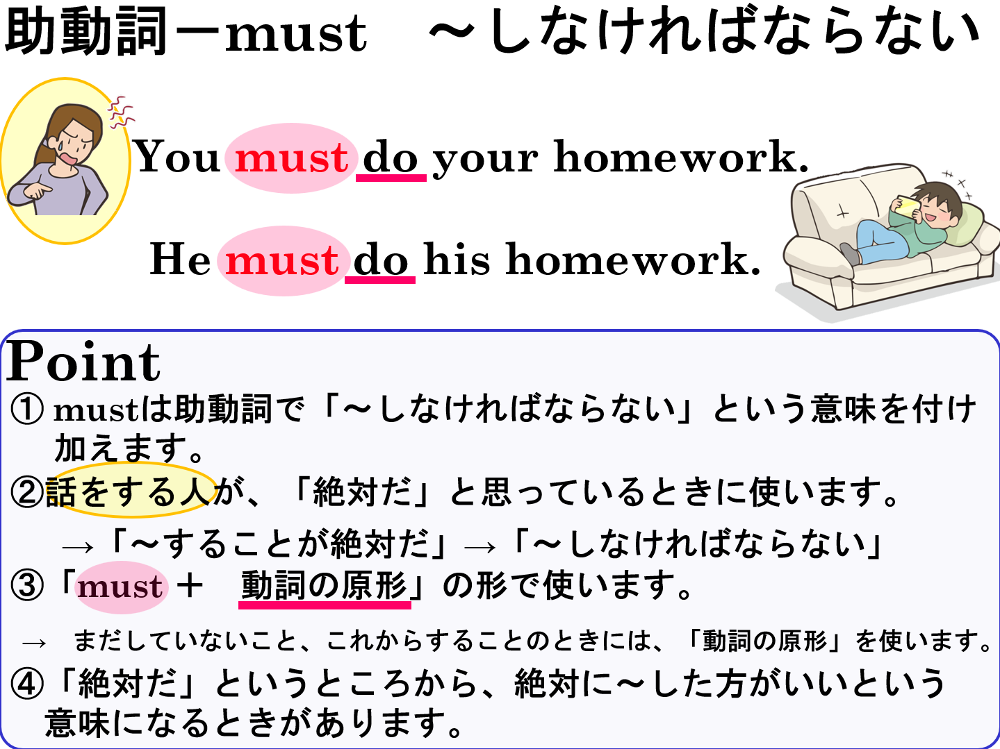 助動詞－must　～しなければならない
You must do your homework.
He must do his homework.
Point
① mustは助動詞で「～しなければならない」という意味を付け
加えます。
②話をする人が、「絶対だ」と思っているときに使います。
→「～することが絶対だ」→「～しなければならない」
③「must＋　動詞の原形」の形で使います。
→　まだしていないこと、これからすることのときには、「動詞の原形」を使います。
④「絶対だ」というところから、絶対に～した方がいいという
意味になるときがあります。